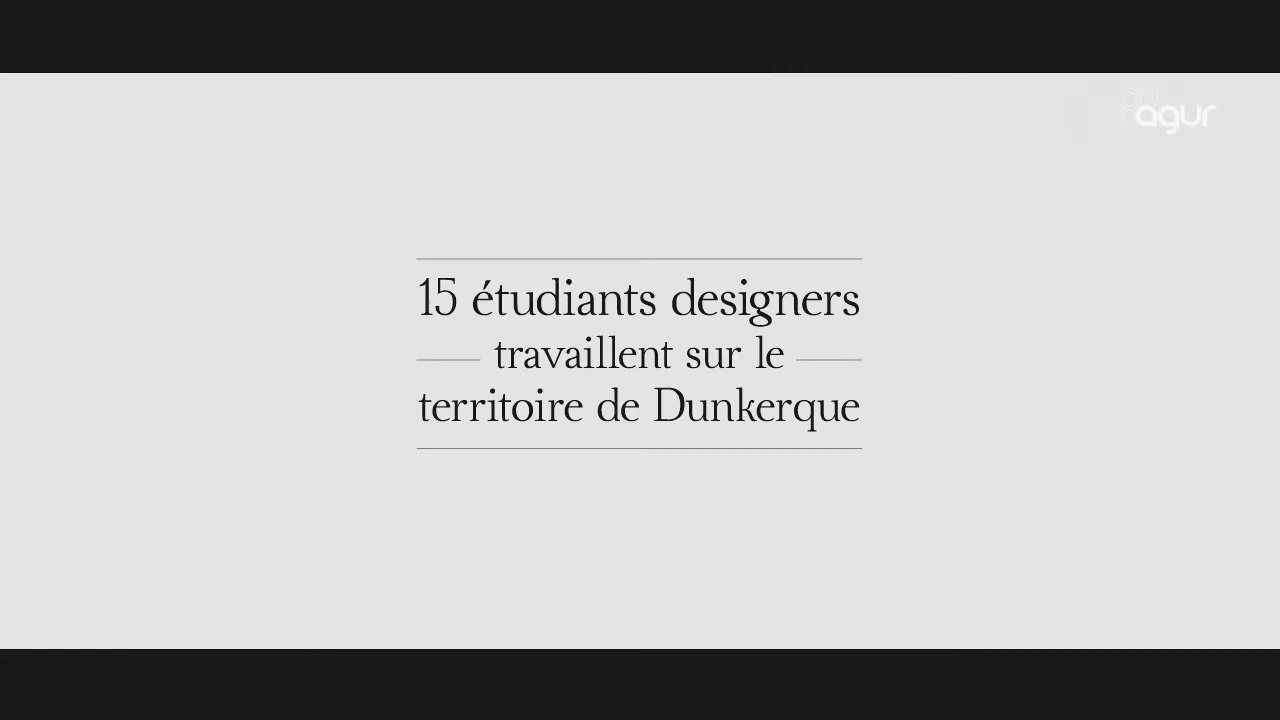 agur
15 étudiants designers
travaillent sur le
territoire de Dunkerque